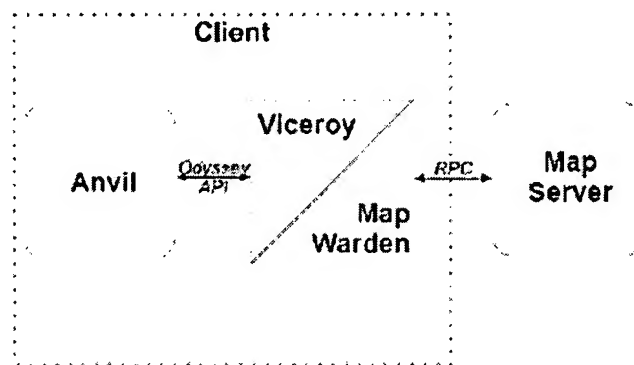 Client
Viceroy
Odyssey
API
Anvil
RPC
Map
Server
Map
Warden